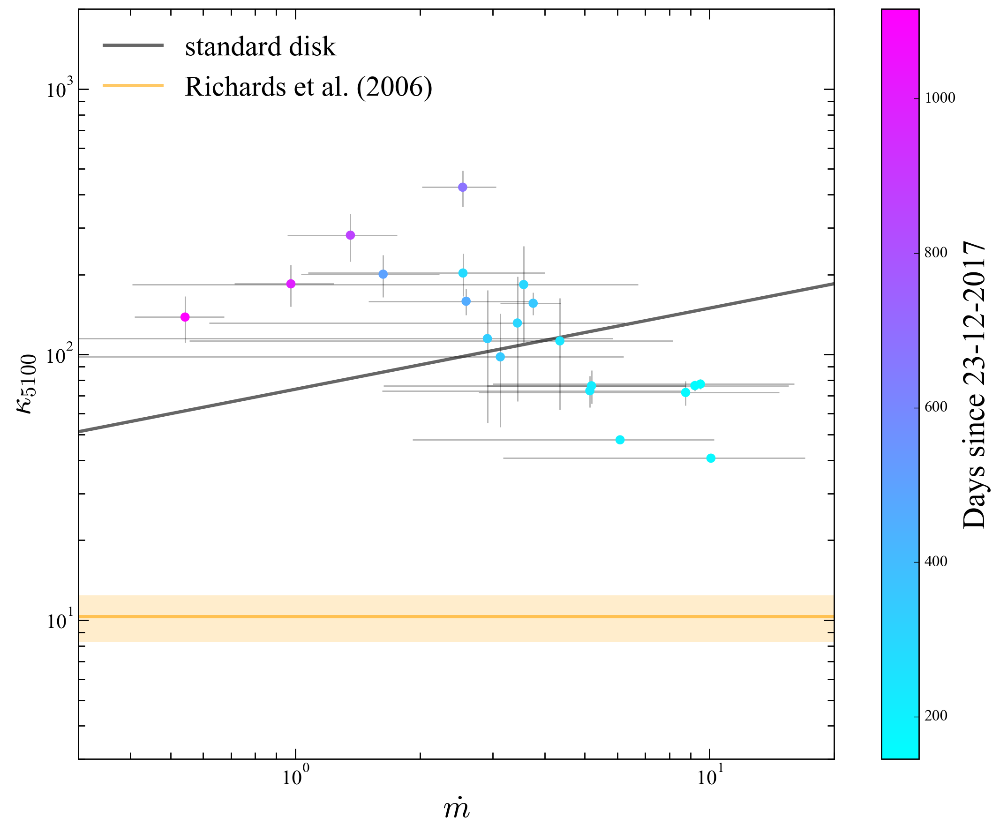 standard disk
Richards et al. (2006)
10³
10²
10¹
κ₅₁₀₀
10⁰
10¹
ṁ
1000
800
600
400
200
Days since 23-12-2017